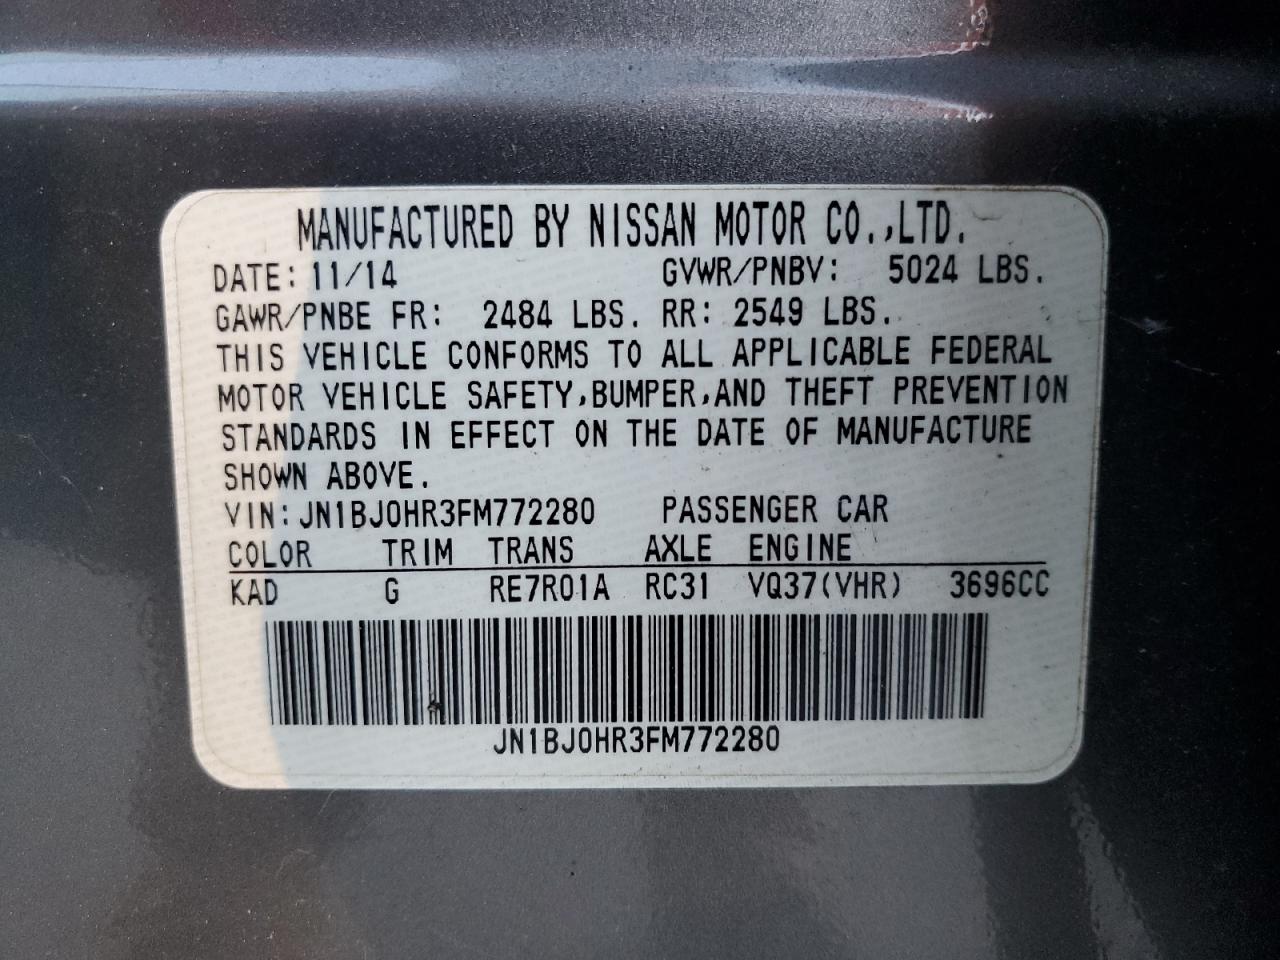 MANUFACTURED BY NISSAN MOTOR CO.,LTD.
DATE: 11/14 GVWR/PNBV: 5024 LBS.
GAWR/PNBE FR: 2484 LBS. RR: 2549 LBS.
THIS VEHICLE CONFORMS TO ALL APPLICABLE FEDERAL
MOTOR VEHICLE SAFETY,BUMPER,AND THEFT PREVENTION
STANDARDS IN EFFECT ON THE DATE OF MANUFACTURE
SHOWN ABOVE.
VIN: JN1BJ0HR3FM772280 PASSENGER CAR
COLOR TRIM TRANS AXLE ENGINE
KAD G RE7R01A RC31 VQ37(VHR) 3696CC
JN1BJ0HR3FM772280